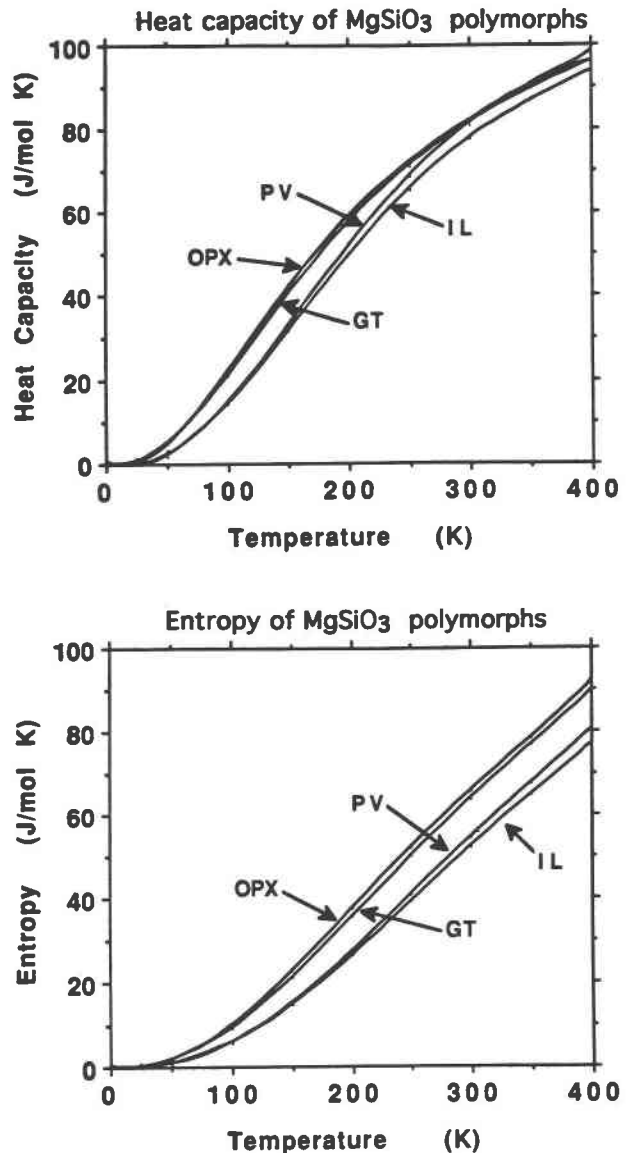 Heat capacity of MgSiO3 polymorphs
100
80
60
40
20
0
Heat Capacity (J/mol K)
PV
IL
OPX
GT
0 100 200 300 400
Temperature (K)
Entropy of MgSiO3 polymorphs
100
80
60
40
20
0
Entropy (J/mol K)
PV
IL
OPX
GT
0 100 200 300 400
Temperature (K)